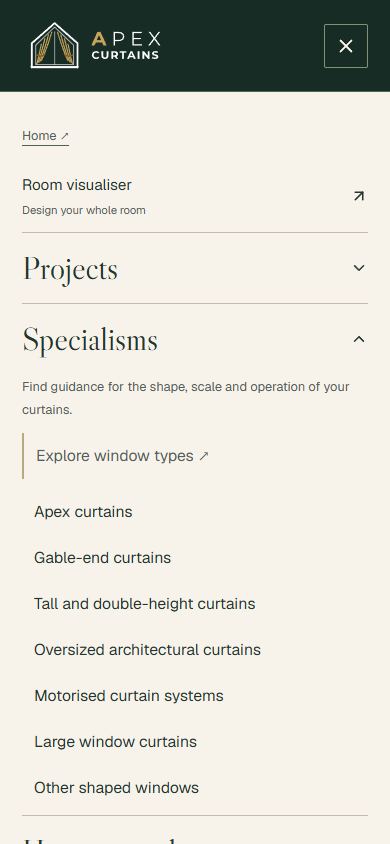 APEX
CURTAINS
Home ↗
Room visualiser
Design your whole room
Projects
Specialisms
Find guidance for the shape, scale and operation of your
curtains.
Explore window types ↗
Apex curtains
Gable-end curtains
Tall and double-height curtains
Oversized architectural curtains
Motorised curtain systems
Large window curtains
Other shaped windows